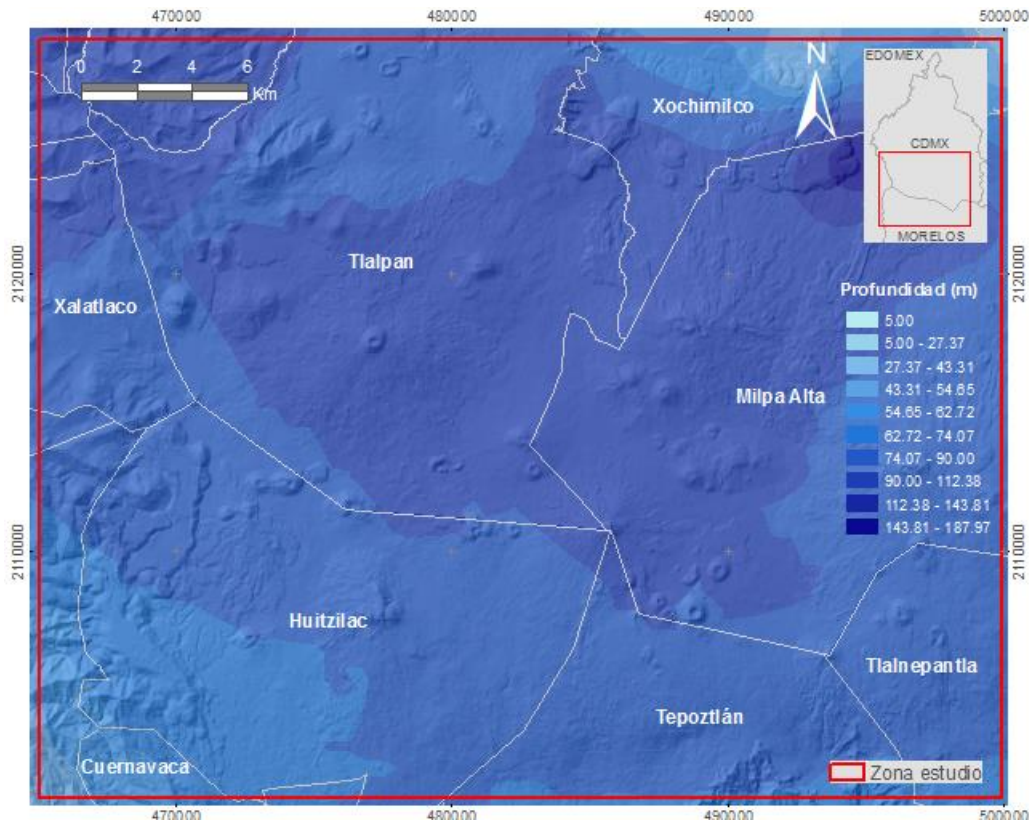 470000 480000 490000 500000
0 2 4 6
Km
N
EDOMEX
CDMX
MORELOS
Xochimilco
Tlalpan
2120000
2120000
Xalatlaco
Profundidad (m)
5.00
5.00 - 27.37
27.37 - 43.31
43.31 - 54.65
54.65 - 62.72
62.72 - 74.07
74.07 - 90.00
90.00 - 112.38
112.38 - 143.81
143.81 - 187.97
Milpa Alta
2110000
2110000
Huitzilac
Tlalnepantla
Tepoztlán
Cuernavaca
Zona estudio
470000 480000 490000 500000